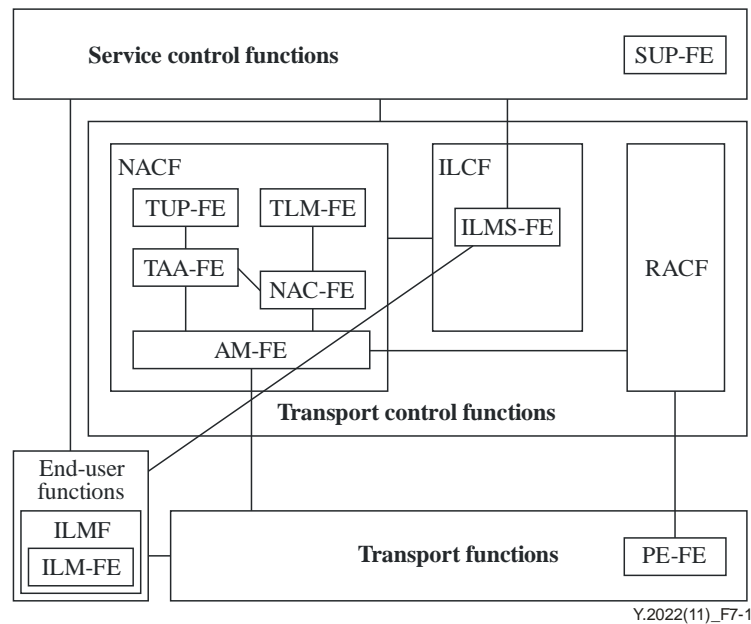 Service control functions
SUP-FE
NACF
ILCF
TUP-FE
TLM-FE
ILMS-FE
TAA-FE
NAC-FE
RACF
AM-FE
Transport control functions
End-user
functions
ILMF
ILM-FE
Transport functions
PE-FE
Y.2022(11)_F7-1